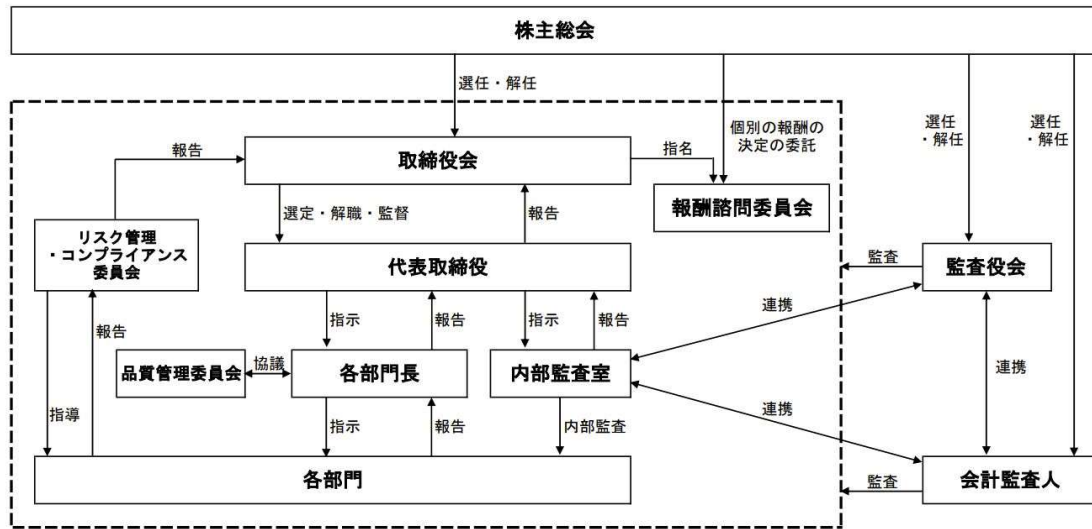 株主総会
選任・解任
個別の報酬の
決定の委託
選任
・解任
選任
・解任
報告
取締役会
指名
報酬諮問委員会
選定・解職・監督
報告
リスク管理
・コンプライアンス
委員会
代表取締役
監査
監査役会
指示
報告
指示
報告
連携
報告
品質管理委員会
協議
各部門長
内部監査室
連携
指導
指示
報告
内部監査
連携
各部門
監査
会計監査人